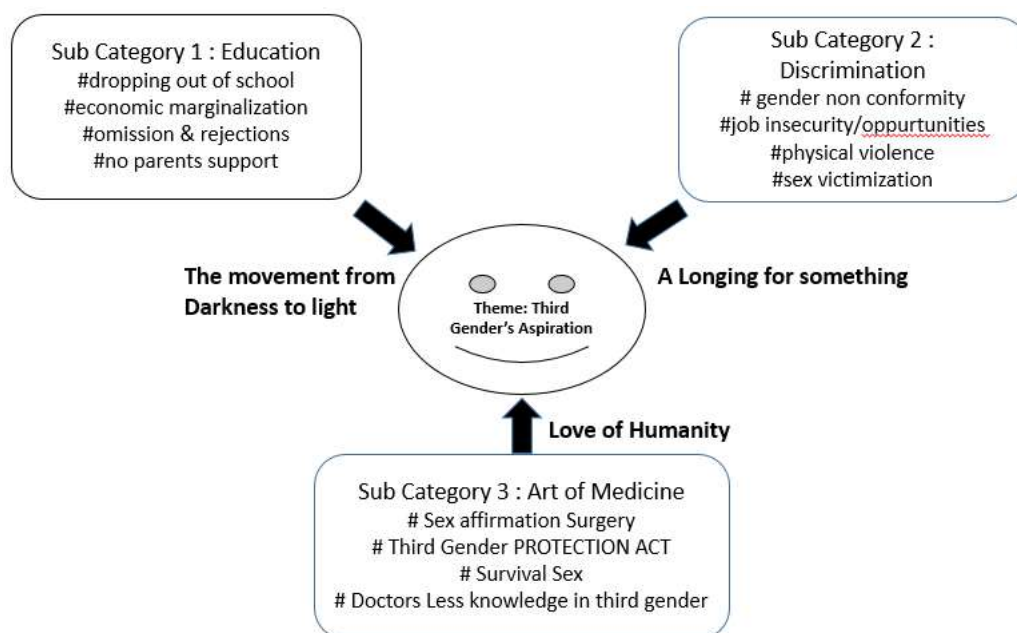 Sub Category 1 : Education
#dropping out of school
#economic marginalization
#omission & rejections
#no parents support
Sub Category 2 :
Discrimination
# gender non conformity
#job insecurity/oppurtunities
#physical violence
#sex victimization
The movement from
Darkness to light
A Longing for something
Theme: Third
Gender's Aspiration
Love of Humanity
Sub Category 3 : Art of Medicine
# Sex affirmation Surgery
# Third Gender PROTECTION ACT
# Survival Sex
# Doctors Less knowledge in third gender